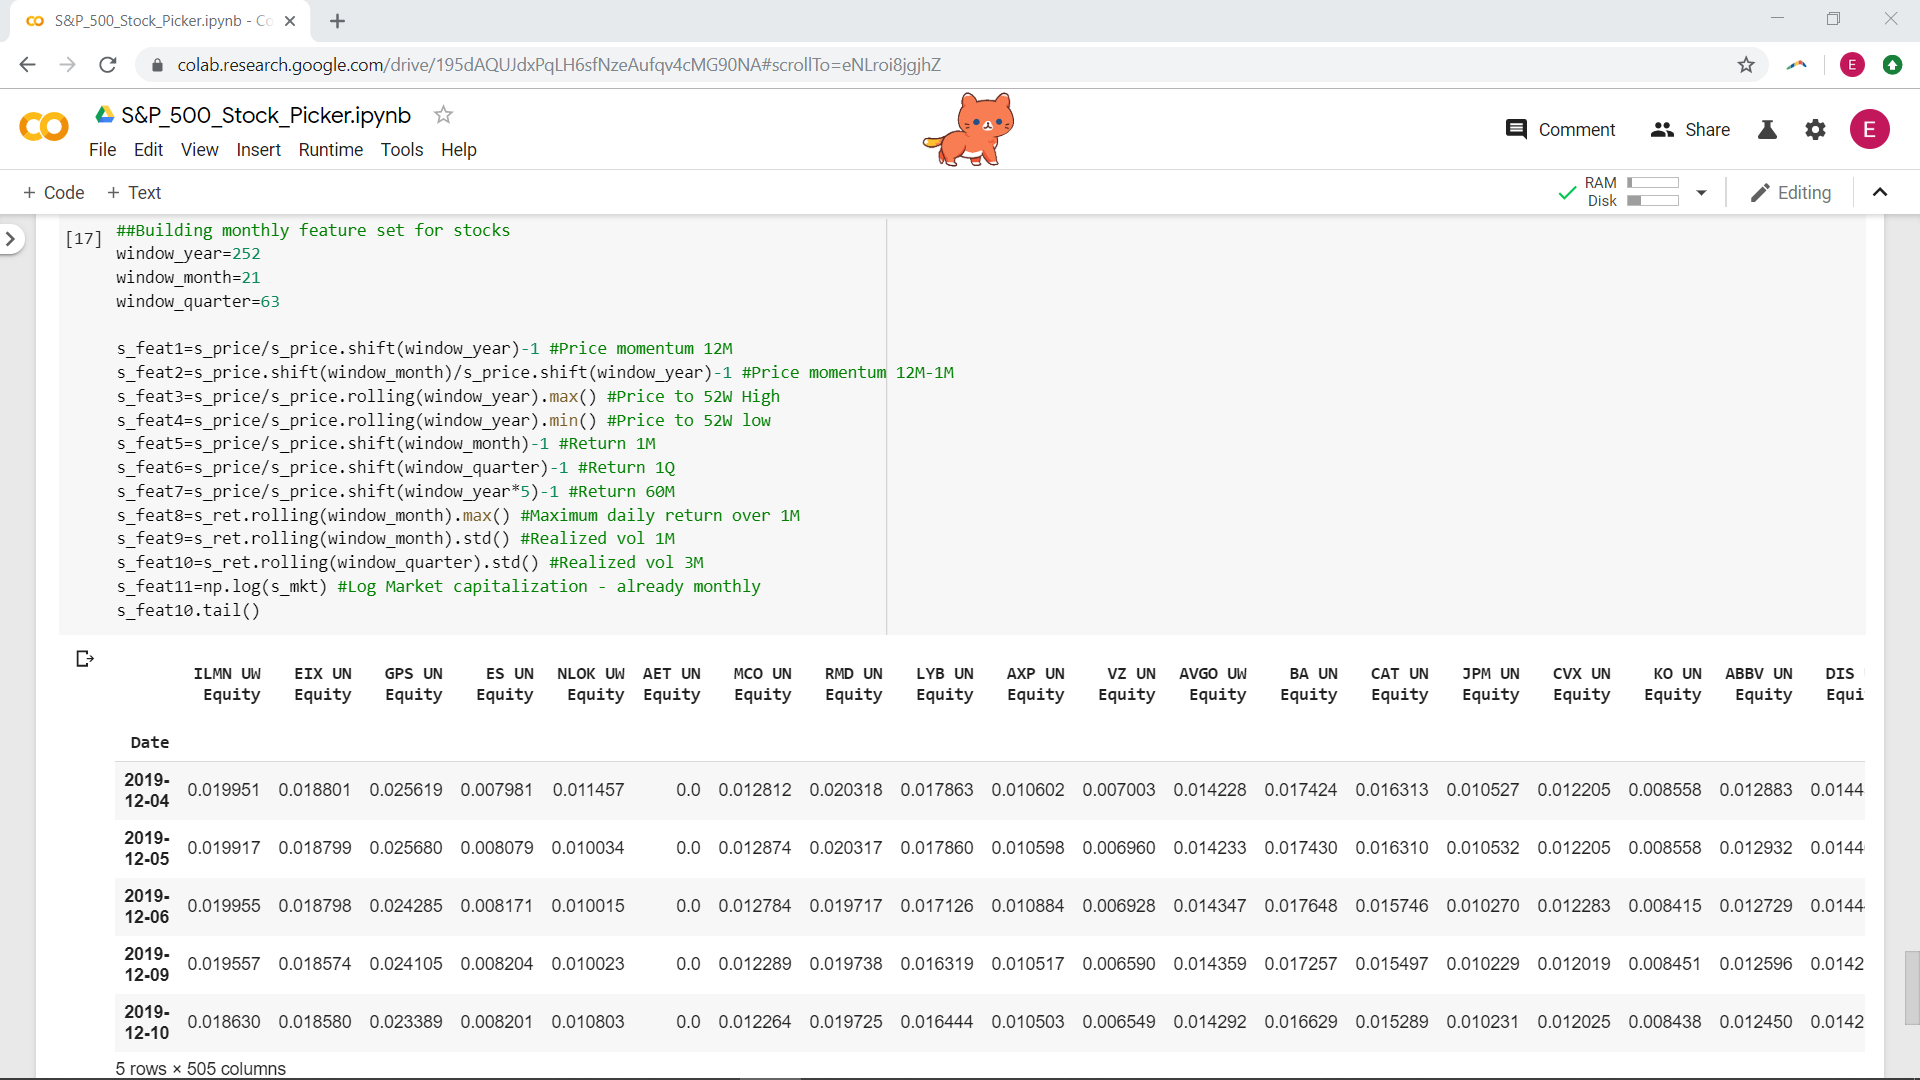 S&P_500_Stock_Picker.ipynb - Co
colab.research.google.com/drive/195dAQUJdxPqLH6sfNzeAufqv4cMG90NA#scrollTo=eNLroi8jgjhZ
E
CO
S&P_500_Stock_Picker.ipynb
Comment
Share
E
File Edit View Insert Runtime Tools Help
+ Code + Text
RAM
Disk
Editing
[17]
##Building monthly feature set for stocks
window_year=252
window_month=21
window_quarter=63
s_feat1=s_price/s_price.shift(window_year)-1 #Price momentum 12M
s_feat2=s_price.shift(window_month)/s_price.shift(window_year)-1 #Price momentum 12M-1M
s_feat3=s_price/s_price.rolling(window_year).max() #Price to 52W High
s_feat4=s_price/s_price.rolling(window_year).min() #Price to 52W low
s_feat5=s_price/s_price.shift(window_month)-1 #Return 1M
s_feat6=s_price/s_price.shift(window_quarter)-1 #Return 1Q
s_feat7=s_price/s_price.shift(window_year*5)-1 #Return 60M
s_feat8=s_ret.rolling(window_month).max() #Maximum daily return over 1M
s_feat9=s_ret.rolling(window_month).std() #Realized vol 1M
s_feat10=s_ret.rolling(window_quarter).std() #Realized vol 3M
s_feat11=np.log(s_mkt) #Log Market capitalization - already monthly
s_feat10.tail()
ILMN UW EIX UN GPS UN ES UN NLOK UW AET UN MCO UN RMD UN LYB UN AXP UN VZ UN AVGO UW BA UN CAT UN JPM UN CVX UN KO UN ABBV UN DIS
Equity Equity Equity Equity Equity Equity Equity Equity Equity Equity Equity Equity Equity Equity Equity Equity Equity Equity Equi
Date
2019-12-04 0.019951 0.018801 0.025619 0.007981 0.011457 0.0 0.012812 0.020318 0.017863 0.010602 0.007003 0.014228 0.017424 0.016313 0.010527 0.012205 0.008558 0.012883 0.0144
2019-12-05 0.019917 0.018799 0.025680 0.008079 0.010034 0.0 0.012874 0.020317 0.017860 0.010598 0.006960 0.014233 0.017430 0.016310 0.010532 0.012205 0.008558 0.012932 0.0144
2019-12-06 0.019955 0.018798 0.024285 0.008171 0.010015 0.0 0.012784 0.019717 0.017126 0.010884 0.006928 0.014347 0.017648 0.015746 0.010270 0.012283 0.008415 0.012729 0.0144
2019-12-09 0.019557 0.018574 0.024105 0.008204 0.010023 0.0 0.012289 0.019738 0.016319 0.010517 0.006590 0.014359 0.017257 0.015497 0.010229 0.012019 0.008451 0.012596 0.0142
2019-12-10 0.018630 0.018580 0.023389 0.008201 0.010803 0.0 0.012264 0.019725 0.016444 0.010503 0.006549 0.014292 0.016629 0.015289 0.010231 0.012025 0.008438 0.012450 0.0142
5 rows × 505 columns